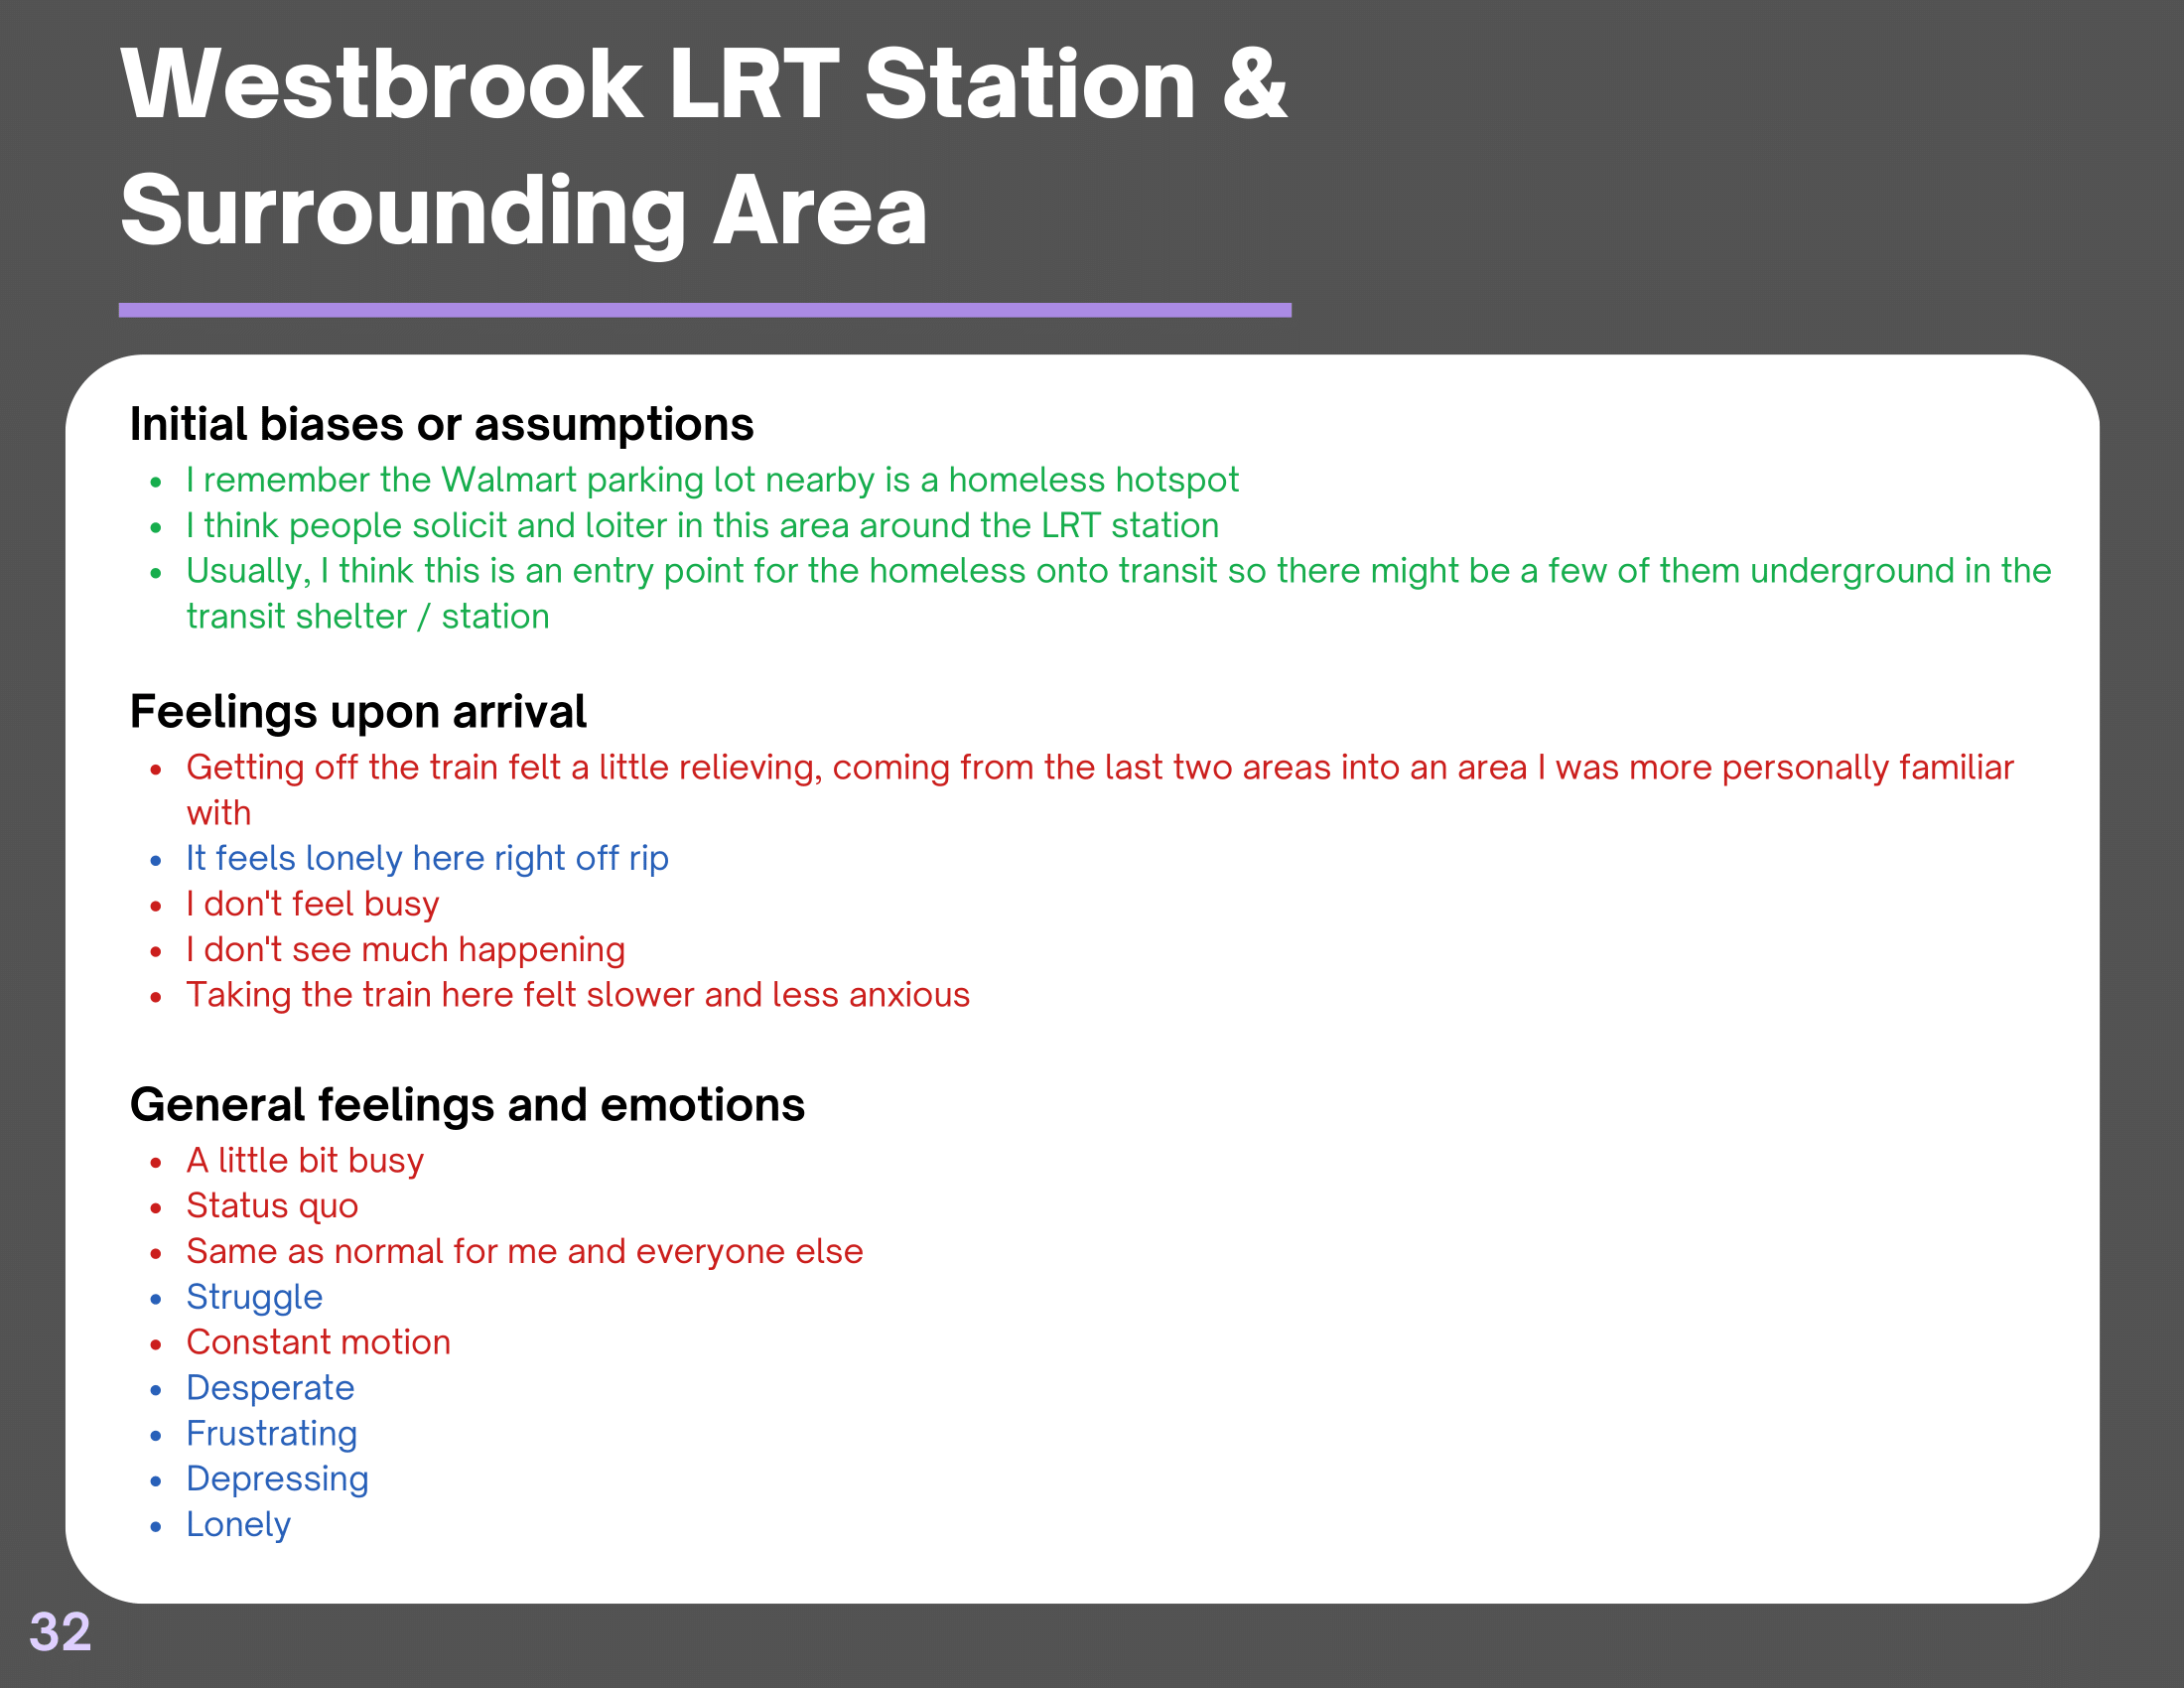 Westbrook LRT Station &
Surrounding Area
Initial biases or assumptions
• I remember the Walmart parking lot nearby is a homeless hotspot
• I think people solicit and loiter in this area around the LRT station
• Usually, I think this is an entry point for the homeless onto transit so there might be a few of them underground in the
transit shelter / station
Feelings upon arrival
• Getting off the train felt a little relieving, coming from the last two areas into an area I was more personally familiar
with
• It feels lonely here right off rip
• I don't feel busy
• I don't see much happening
• Taking the train here felt slower and less anxious
General feelings and emotions
• A little bit busy
• Status quo
• Same as normal for me and everyone else
• Struggle
• Constant motion
• Desperate
• Frustrating
• Depressing
• Lonely
32